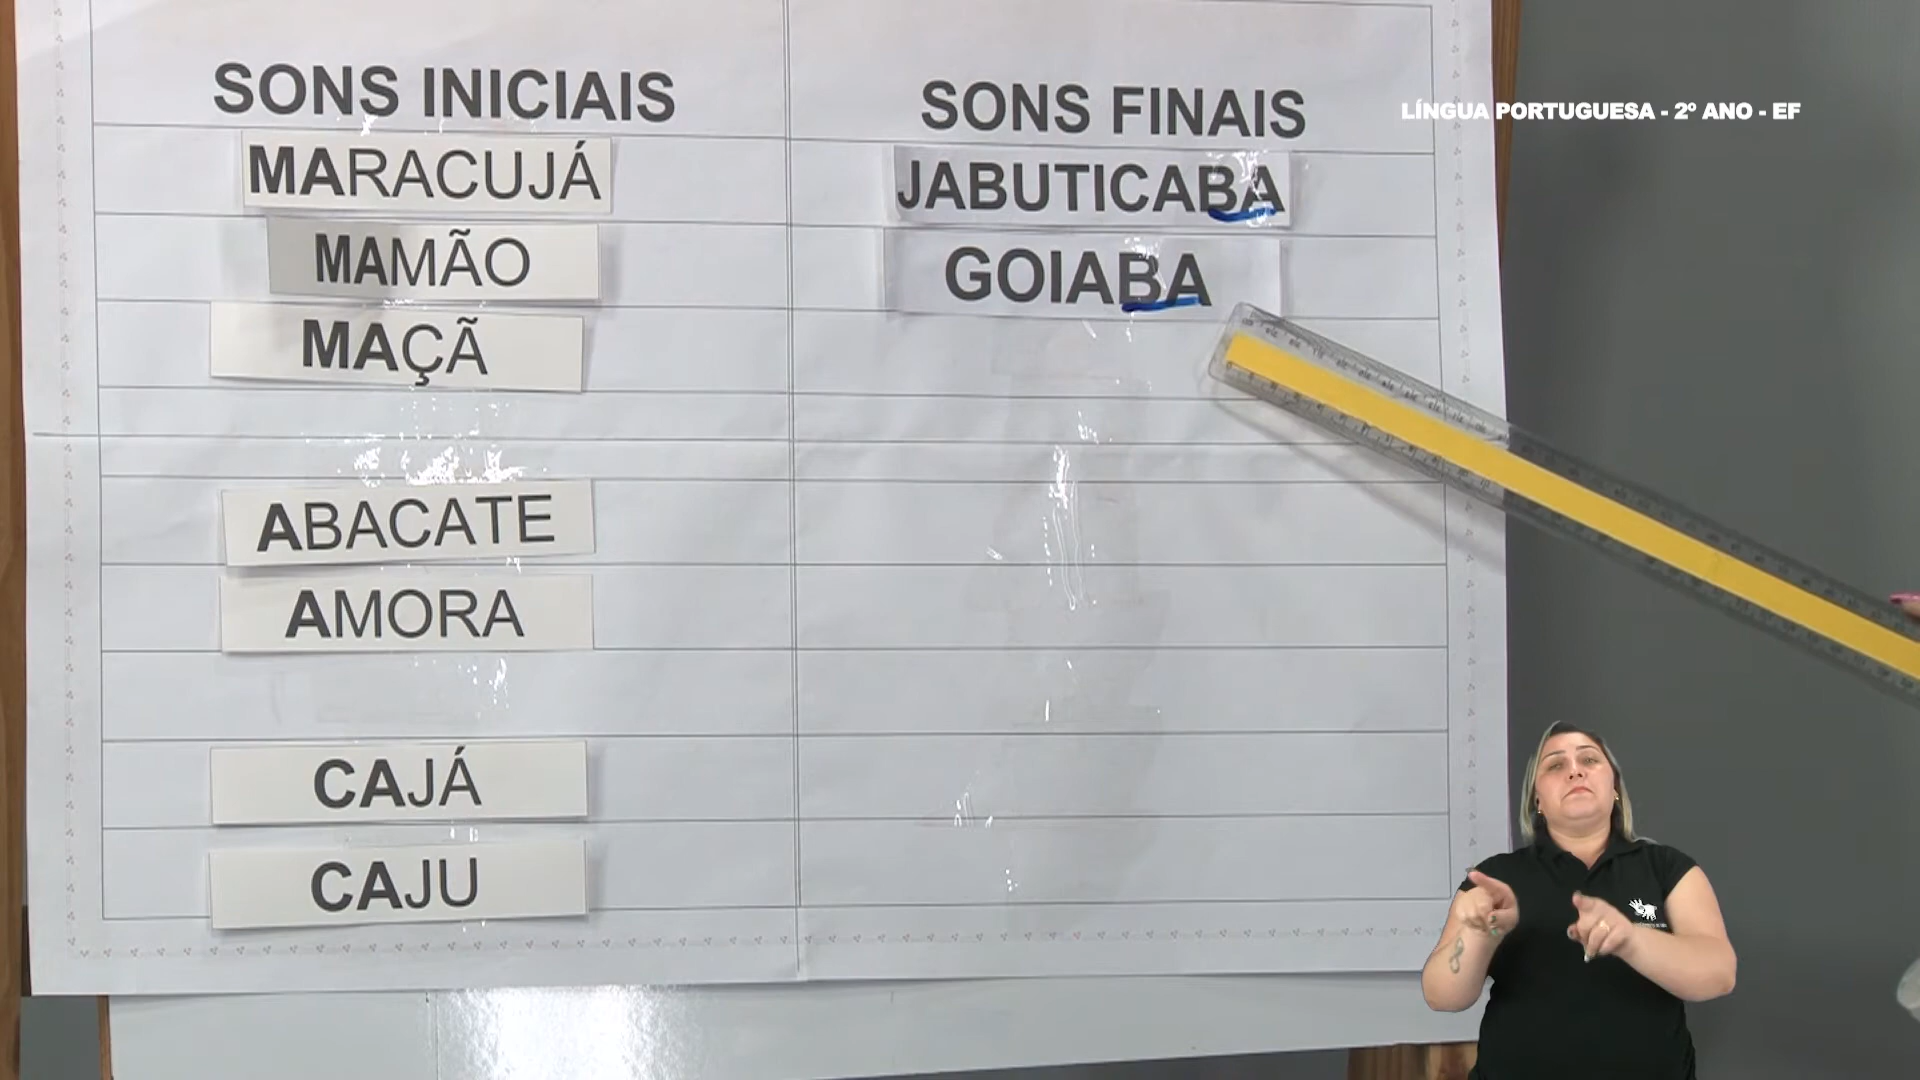 SONS INICIAIS
MARACUJÁ
MAMÃO
MAÇÃ
ABACATE
AMORA
CAJÁ
CAJU
SONS FINAIS
JABUTICABA
GOIABA
LÍNGUA PORTUGUESA - 2º ANO - EF